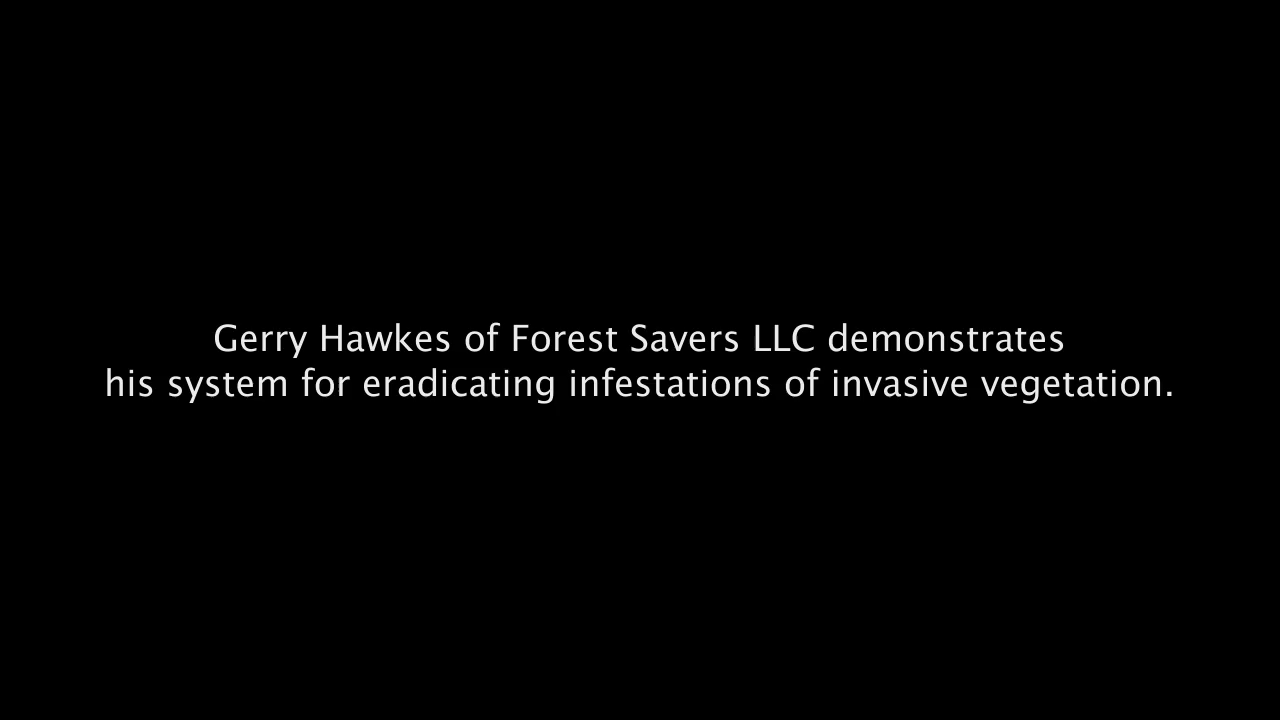 Gerry Hawkes of Forest Savers LLC demonstrates
his system for eradicating infestations of invasive vegetation.